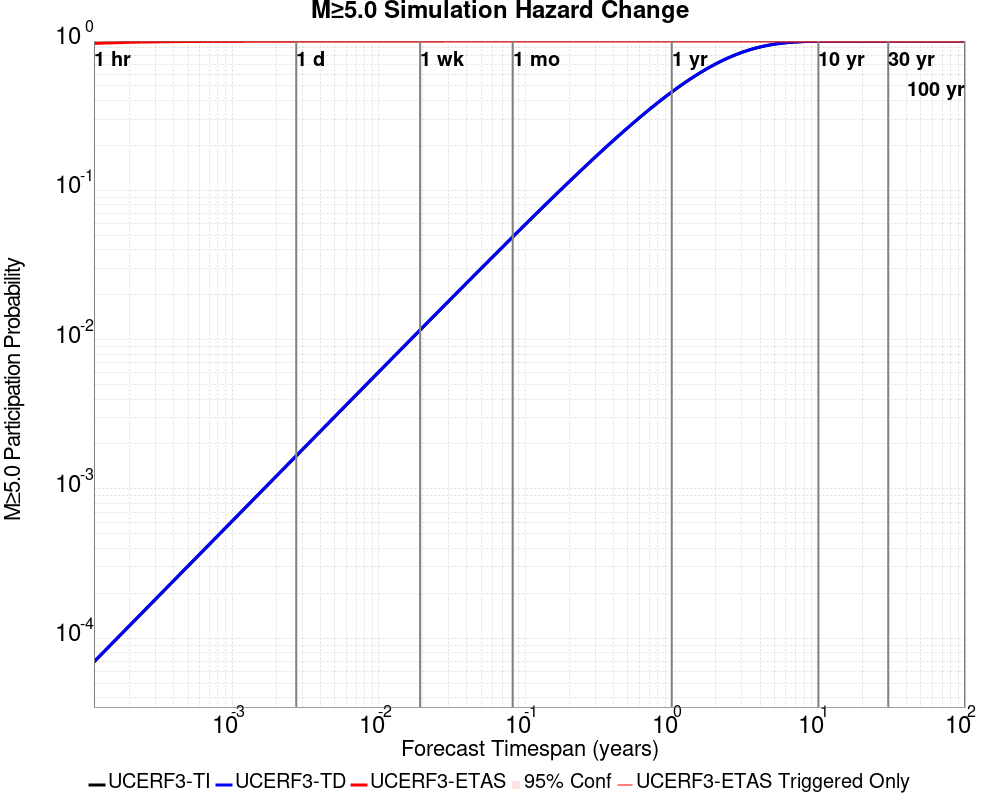 M≥5.0 Simulation Hazard Change
M≥5.0 Participation Probability
10^0
10^-1
10^-2
10^-3
10^-4
1 hr
1 d
1 wk
1 mo
1 yr
10 yr
30 yr
100 yr
10^-3
10^-2
10^-1
10^0
10^1
10^2
Forecast Timespan (years)
UCERF3-TI UCERF3-TD UCERF3-ETAS 95% Conf UCERF3-ETAS Triggered Only